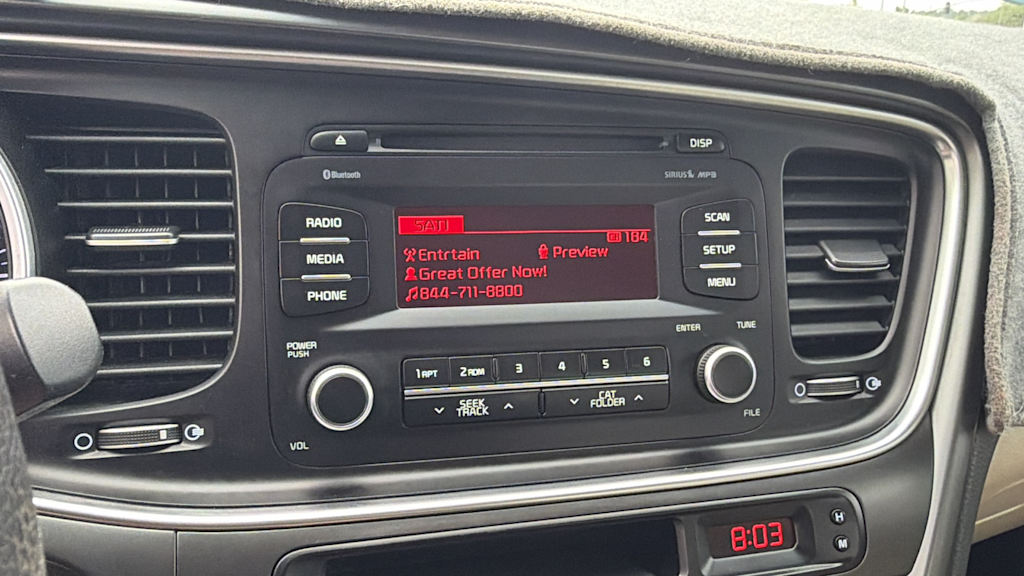 DISP
Bluetooth
SIRIUS MP3
RADIO
MEDIA
PHONE
SAT1
184
Entrtain Preview
Great Offer Now!
844-711-8800
SCAN
SETUP
MENU
POWER
PUSH
VOL
1 RPT 2 RDM 3 4 5 6
SEEK
TRACK
CAT
FOLDER
ENTER
TUNE
FILE
8:03
H
M